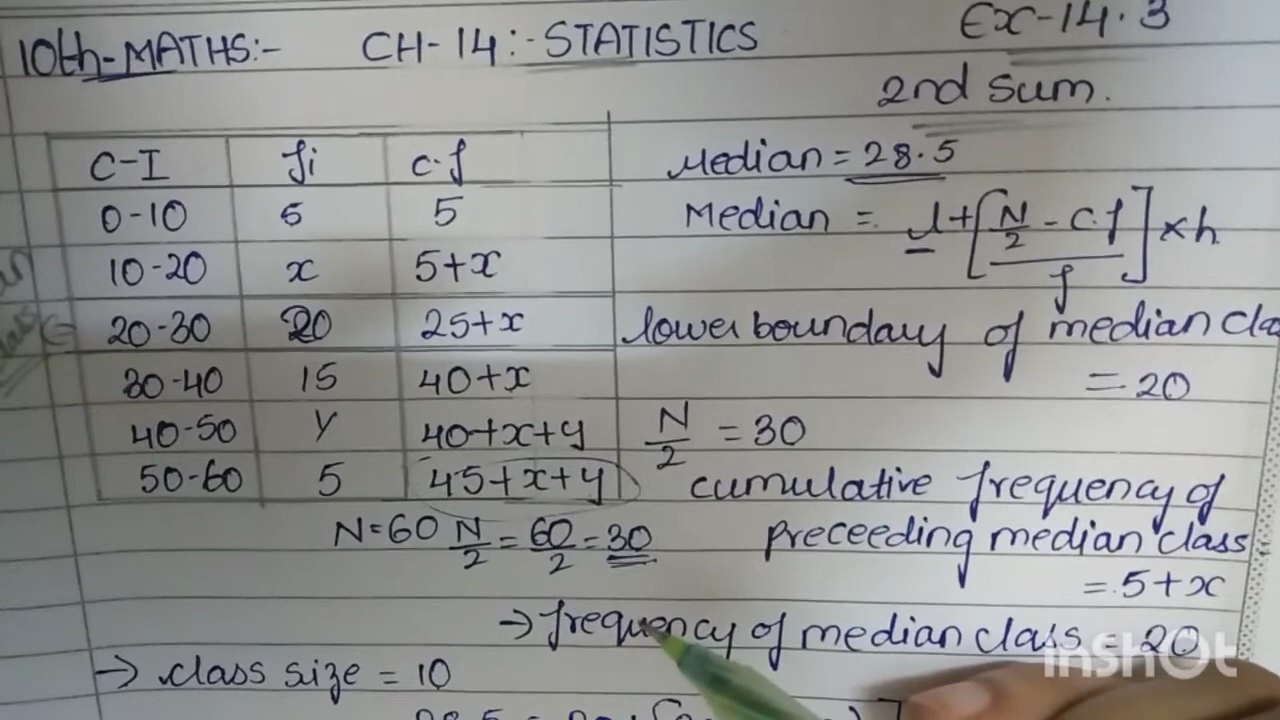 10th-MATHS:- CH-14:-STATISTICS Ex-14.3
2nd Sum.
C-I fi c.f
0-10 5 5
10-20 x 5+x
20-30 20 25+x
30-40 15 40+x
40-50 y 40+x+y
50-60 5 45+x+y
N=60 N/2 = 60/2 = 30
Median = 28.5
Median = l+[N/2 - c.f / f] × h
lower boundary of median cla
= 20
N/2 = 30
cumulative frequency of
preceeding median class
= 5+x
→ frequency of median class = 20
→ class size = 10
InShOt